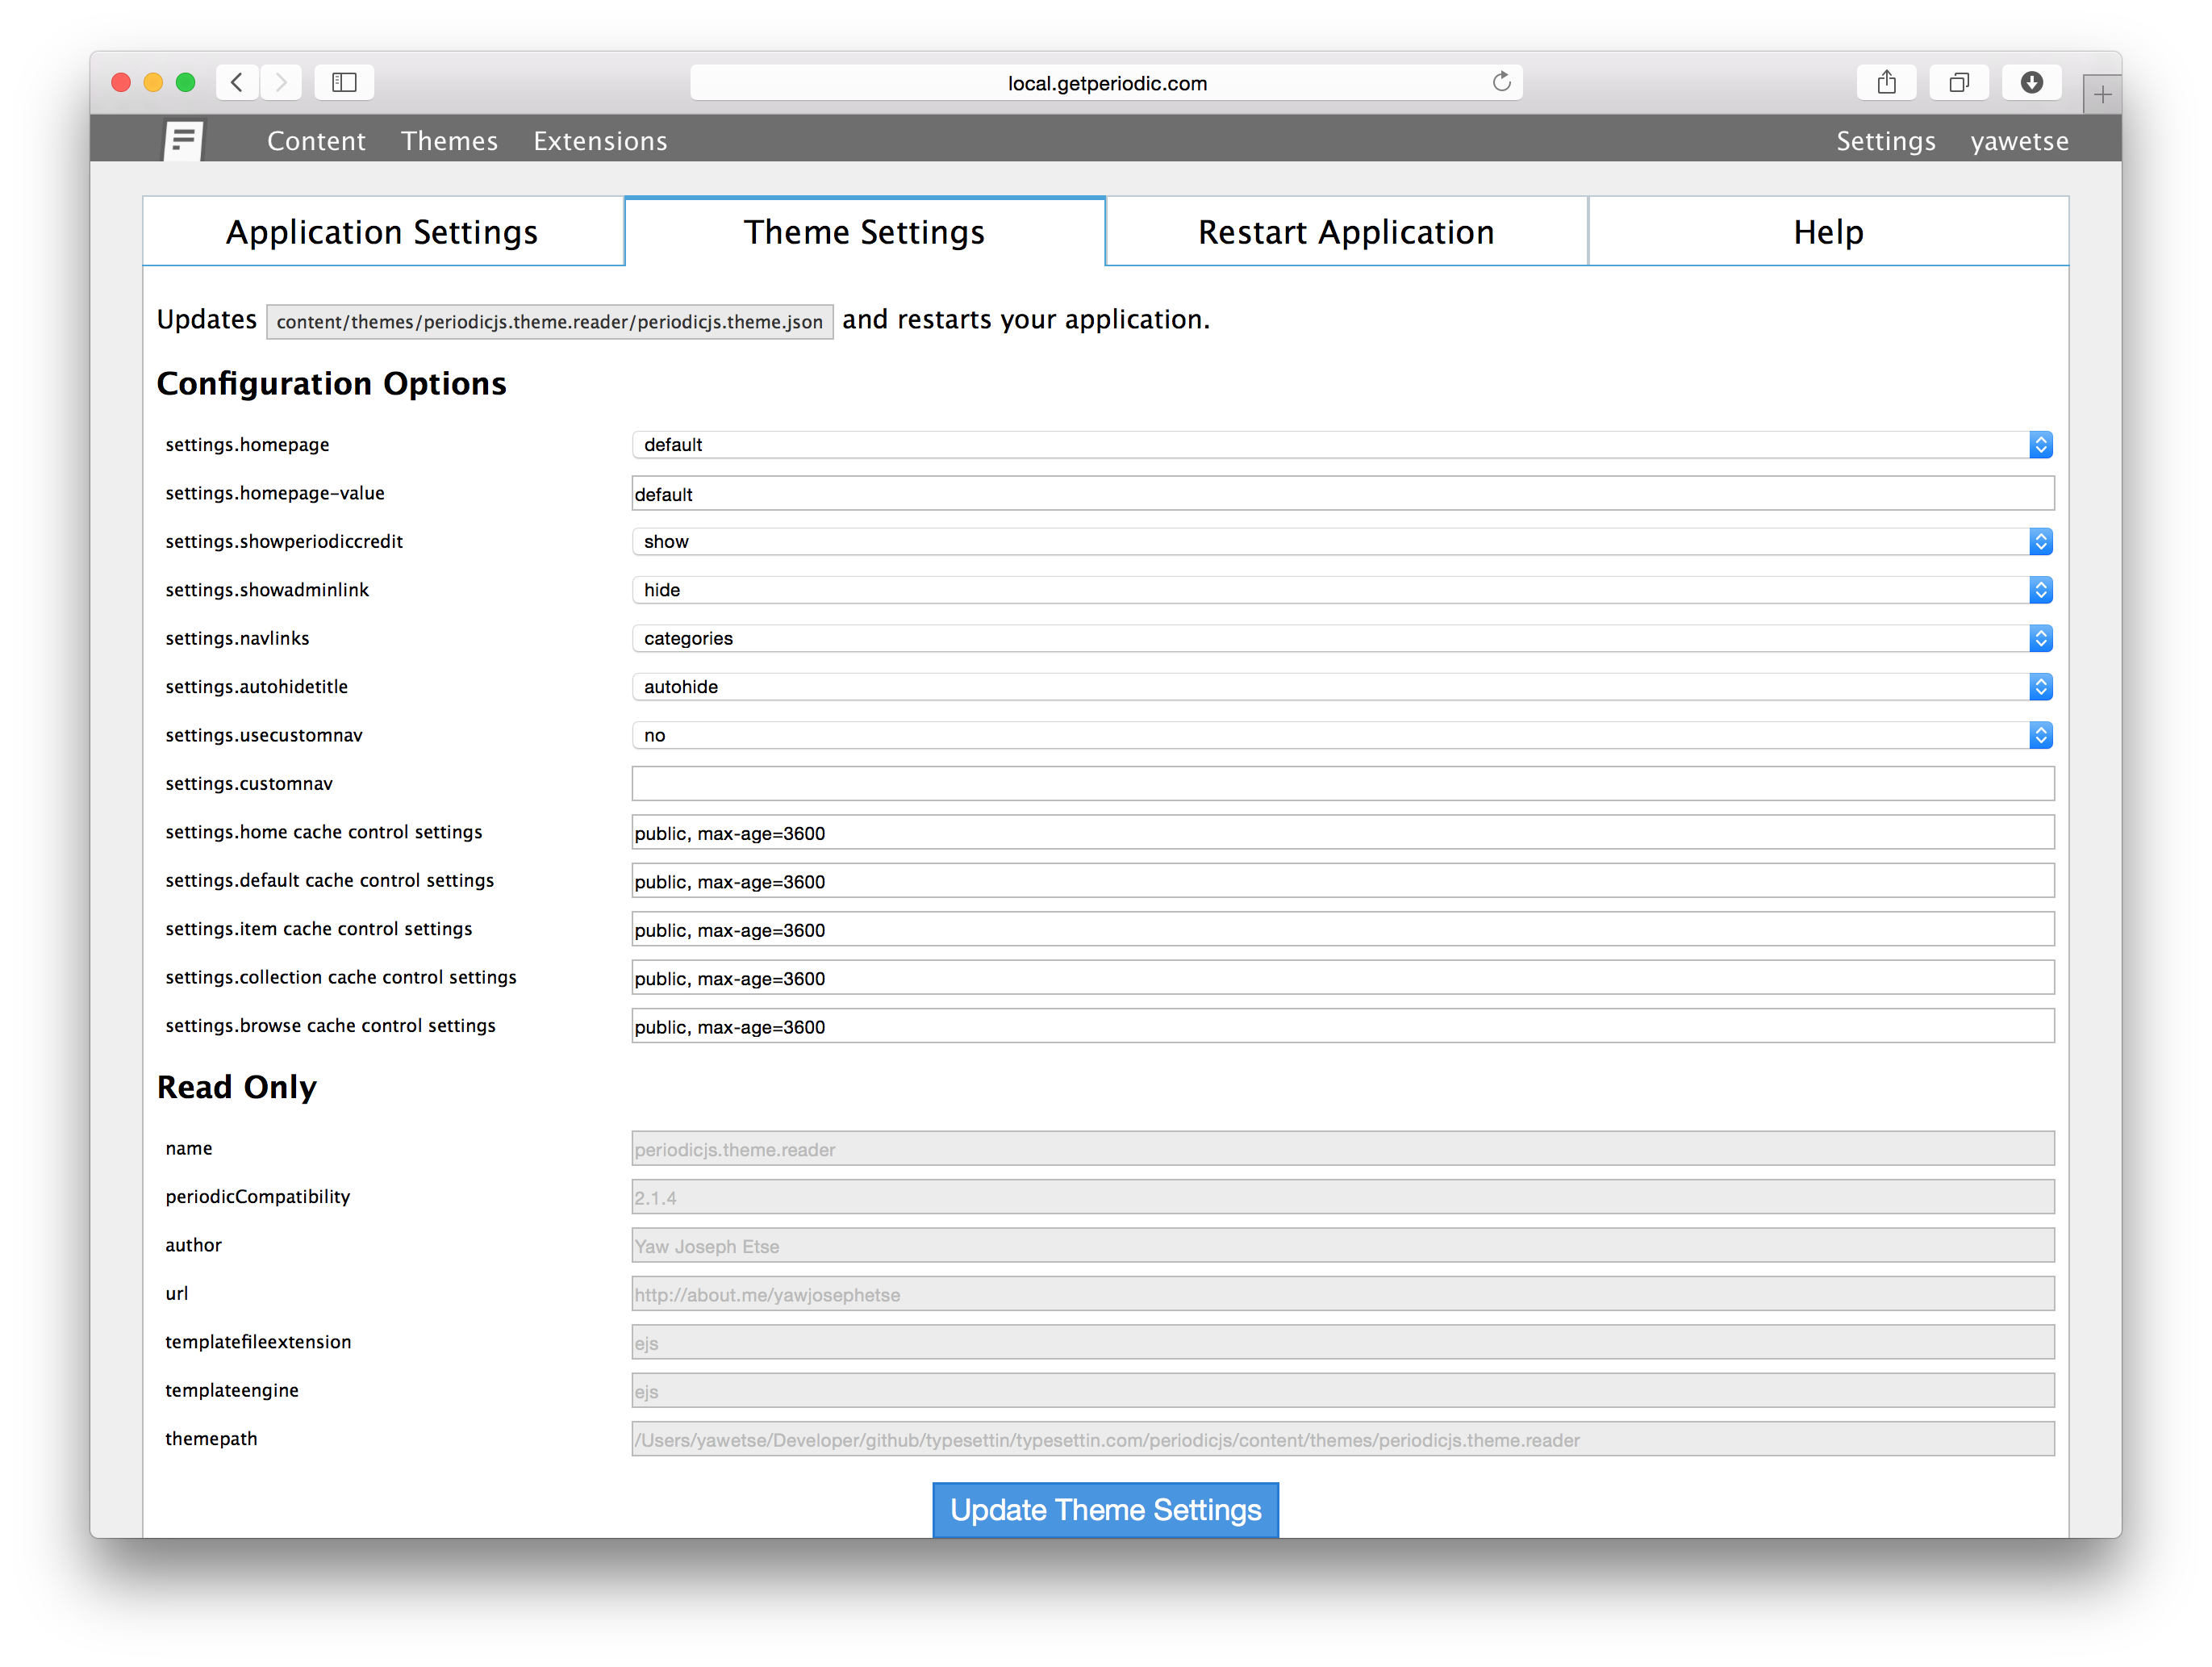 local.getperiodic.com
Content Themes Extensions Settings yawetse
Application Settings Theme Settings Restart Application Help
Updates content/themes/periodicjs.theme.reader/periodicjs.theme.json and restarts your application.
Configuration Options
settings.homepage default
settings.homepage-value default
settings.showperiodiccredit show
settings.showadminlink hide
settings.navlinks categories
settings.autohidetitle autohide
settings.usecustomnav no
settings.customnav
settings.home cache control settings public, max-age=3600
settings.default cache control settings public, max-age=3600
settings.item cache control settings public, max-age=3600
settings.collection cache control settings public, max-age=3600
settings.browse cache control settings public, max-age=3600
Read Only
name periodicjs.theme.reader
periodicCompatibility 2.1.4
author Yaw Joseph Etse
url http://about.me/yawjosephetse
templatefileextension ejs
templateengine ejs
themepath /Users/yawetse/Developer/github/typesettin/typesettin.com/periodicjs/content/themes/periodicjs.theme.reader
Update Theme Settings